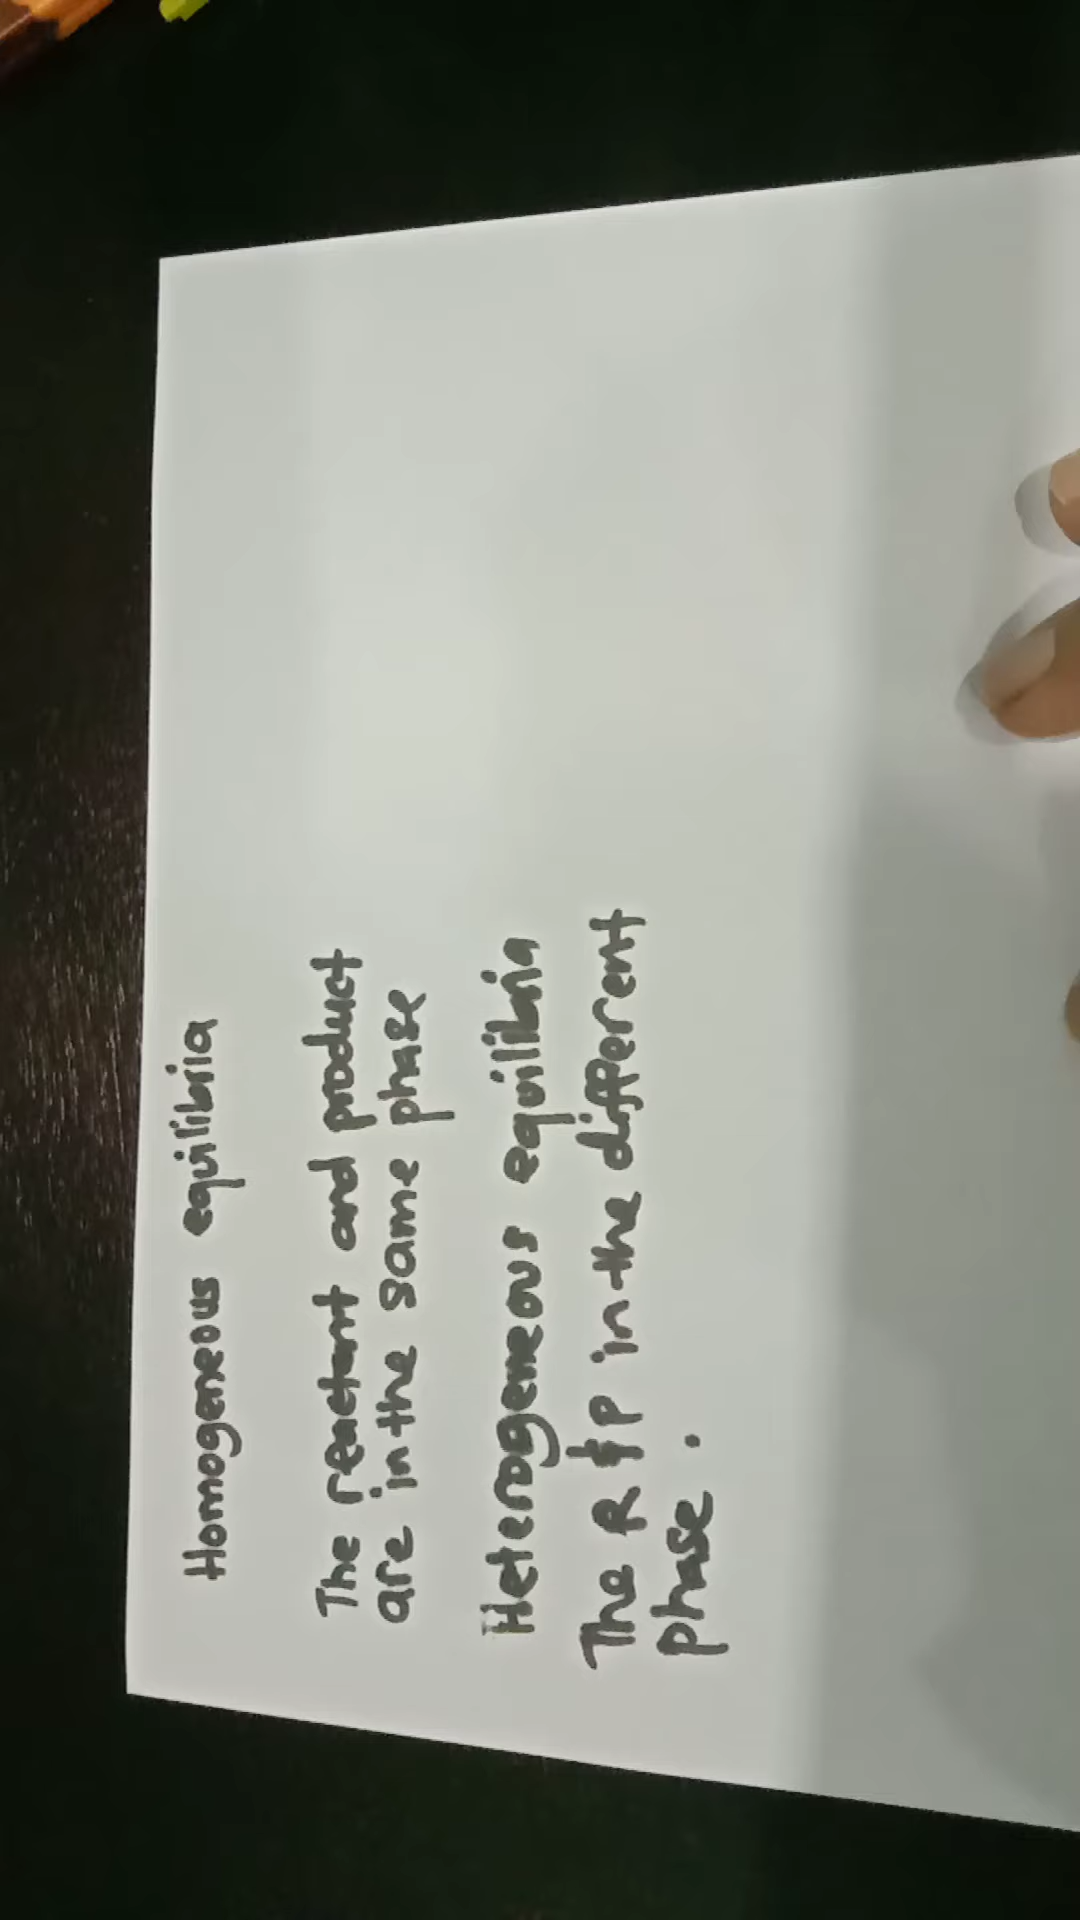 Homogeneous equilibria
The reactant and product
are in the same phase
Heterogeneous equilibria
The R & P in the different
phase.